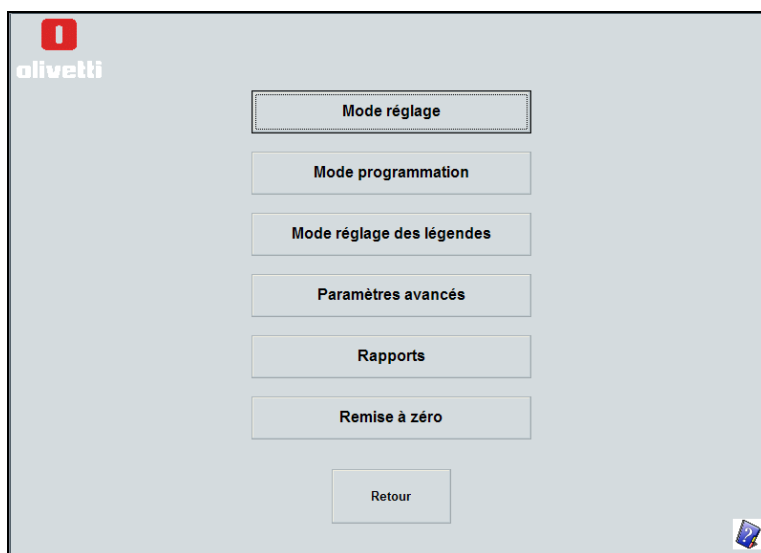 olivetti
Mode réglage
Mode programmation
Mode réglage des légendes
Paramètres avancés
Rapports
Remise à zéro
Retour
?